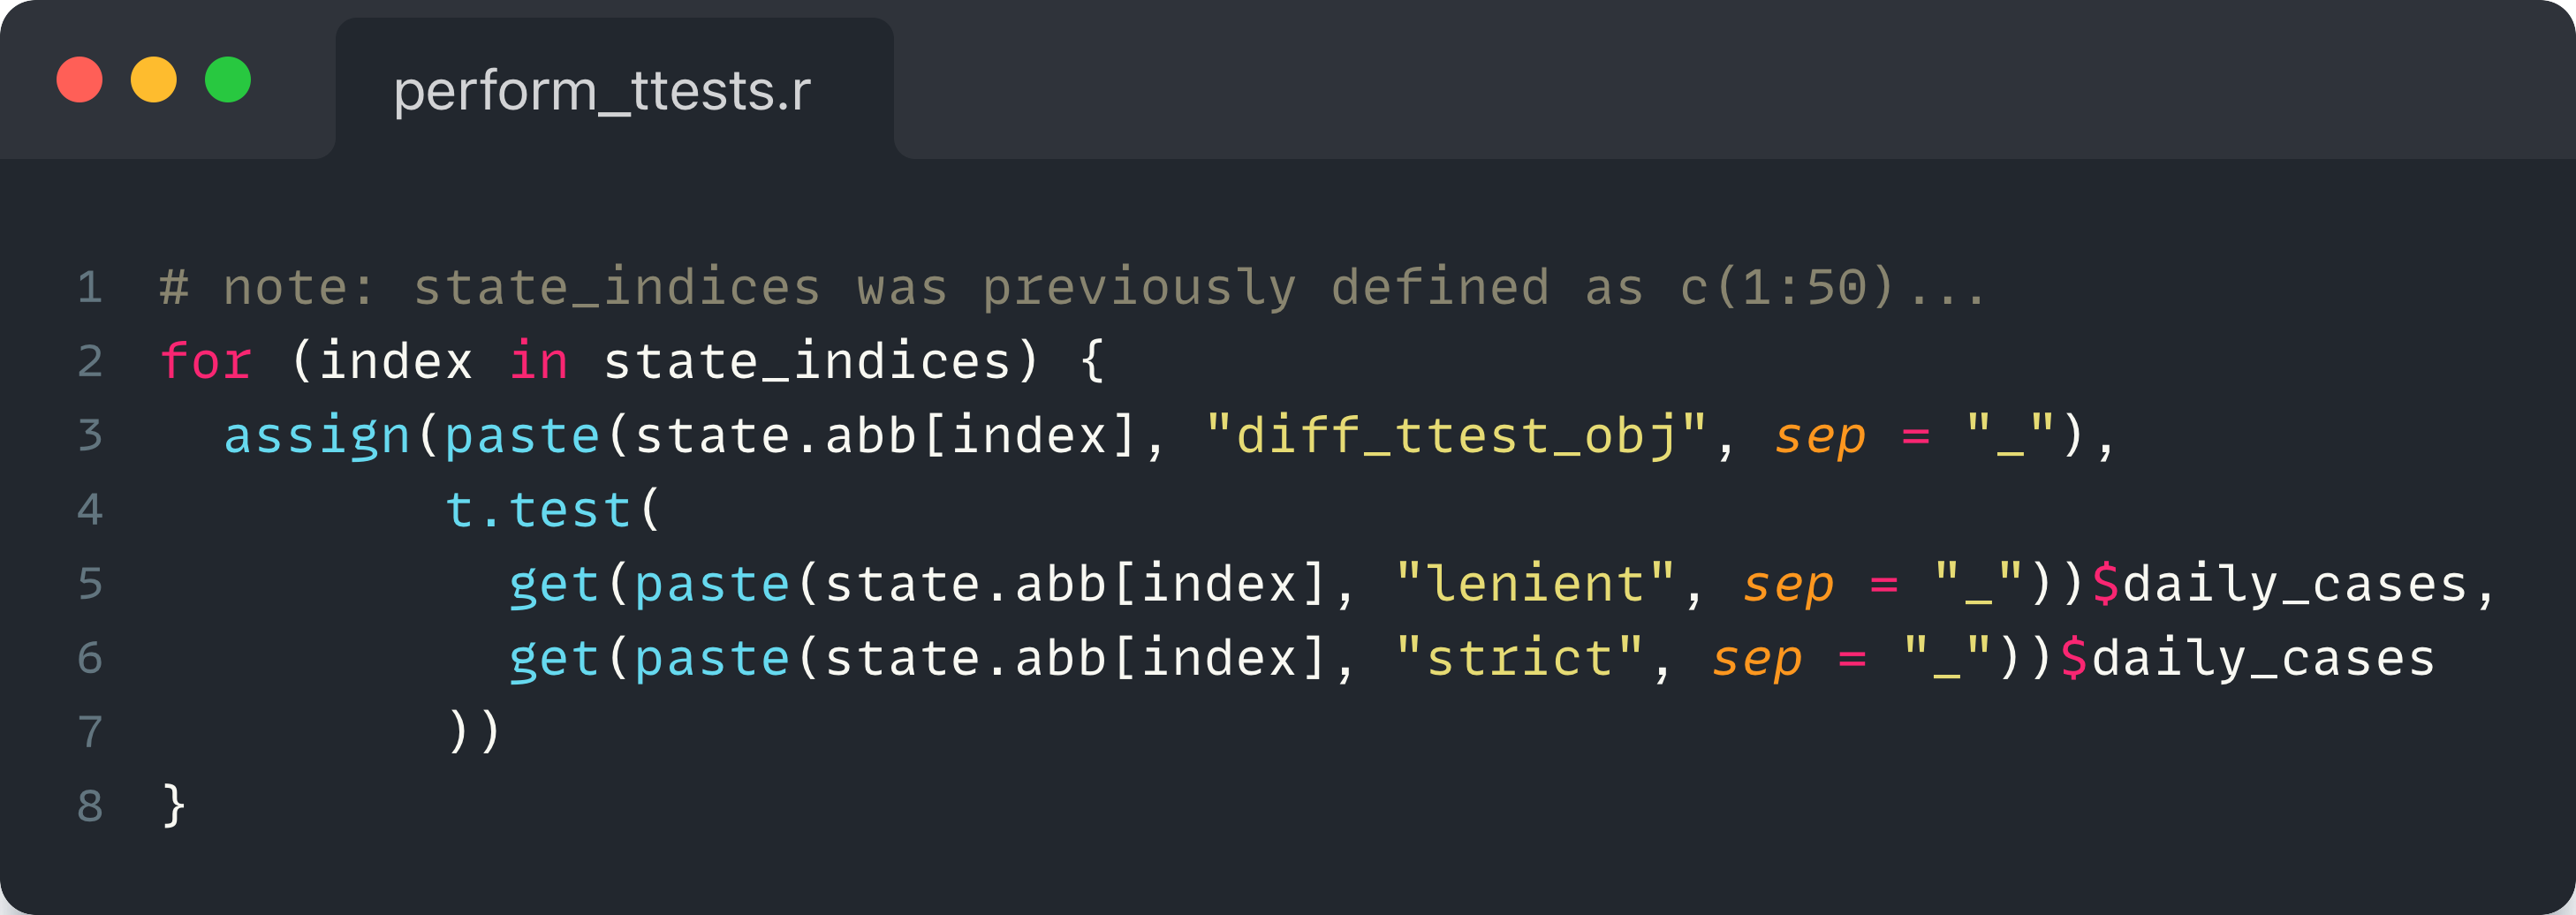 perform_ttests.r
1 # note: state_indices was previously defined as c(1:50)...
2 for (index in state_indices) {
3   assign(paste(state.abb[index], "diff_ttest_obj", sep = "_"),
4          t.test(
5            get(paste(state.abb[index], "lenient", sep = "_"))$daily_cases,
6            get(paste(state.abb[index], "strict", sep = "_"))$daily_cases
7          ))
8 }